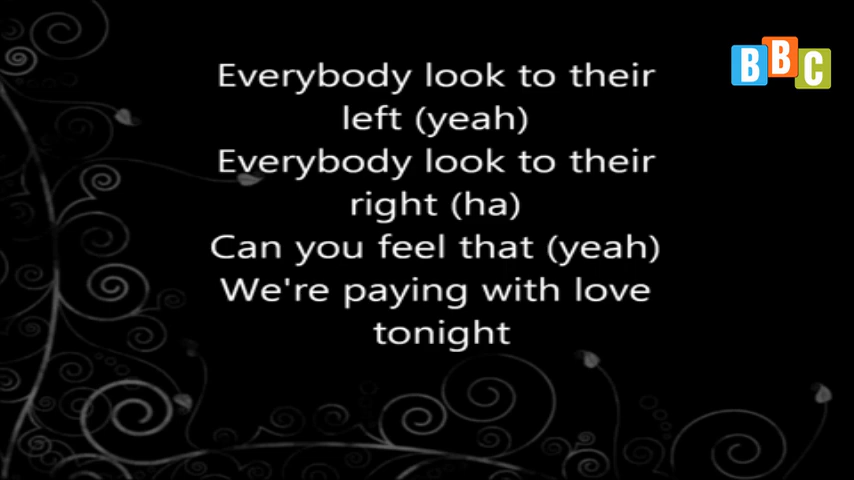 Everybody look to their
left (yeah)
Everybody look to their
right (ha)
Can you feel that (yeah)
We're paying with love
tonight
BBC